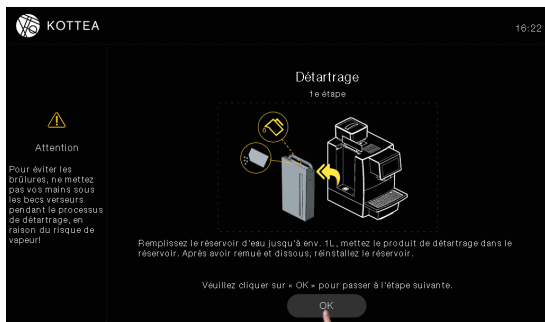 KOTTEA
16:22
Détartrage
1e étape
Attention
Pour éviter les
brûlures, ne mettez
pas vos mains sous
les becs verseurs
pendant le processus
de détartrage, en
raison du risque de
vapeur!
Remplissez le réservoir d'eau jusqu'à env. 1L, mettez le produit de détartrage dans le
réservoir. Après avoir remué et dissous, réinstallez le réservoir.
Veuillez cliquer sur « OK » pour passer à l'étape suivante.
OK